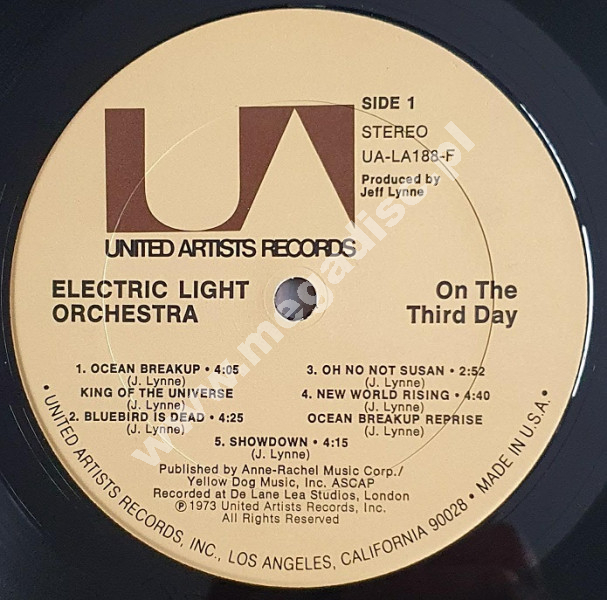 SIDE 1
STEREO
UA-LA188-F
Produced by
Jeff Lynne
UA
UNITED ARTISTS RECORDS
ELECTRIC LIGHT
ORCHESTRA
On The
Third Day
1. OCEAN BREAKUP • 4:05
(J. Lynne)
KING OF THE UNIVERSE
(J. Lynne)
2. BLUEBIRD IS DEAD • 4:25
(J. Lynne)
3. OH NO NOT SUSAN • 2:52
(J. Lynne)
4. NEW WORLD RISING • 4:40
(J. Lynne)
OCEAN BREAKUP REPRISE
(J. Lynne)
5. SHOWDOWN • 4:15
(J. Lynne)
Published by Anne-Rachel Music Corp./
Yellow Dog Music, Inc. ASCAP
Recorded at De Lane Lea Studios, London
℗ 1973 United Artists Records, Inc.
All Rights Reserved
• UNITED ARTISTS RECORDS, INC., LOS ANGELES, CALIFORNIA 90028 • MADE IN U.S.A. •
www.megadisc.pl